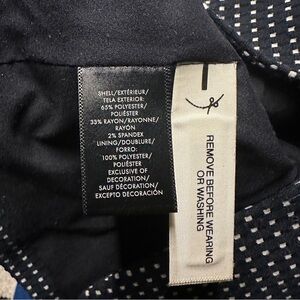 SHELL/EXTÉRIEUR/
TELA EXTERIOR:
65% POLYESTER/
POLIÉSTER
33% RAYON/RAYONNE/
RAYÓN
2% SPANDEX
LINING/DOUBLURE/
FORRO:
100% POLYESTER/
POLIÉSTER
EXCLUSIVE OF
DECORATION/
SAUF DÉCORATION/
EXCEPTO DECORACIÓN
REMOVE BEFORE WEARING
OR WASHING